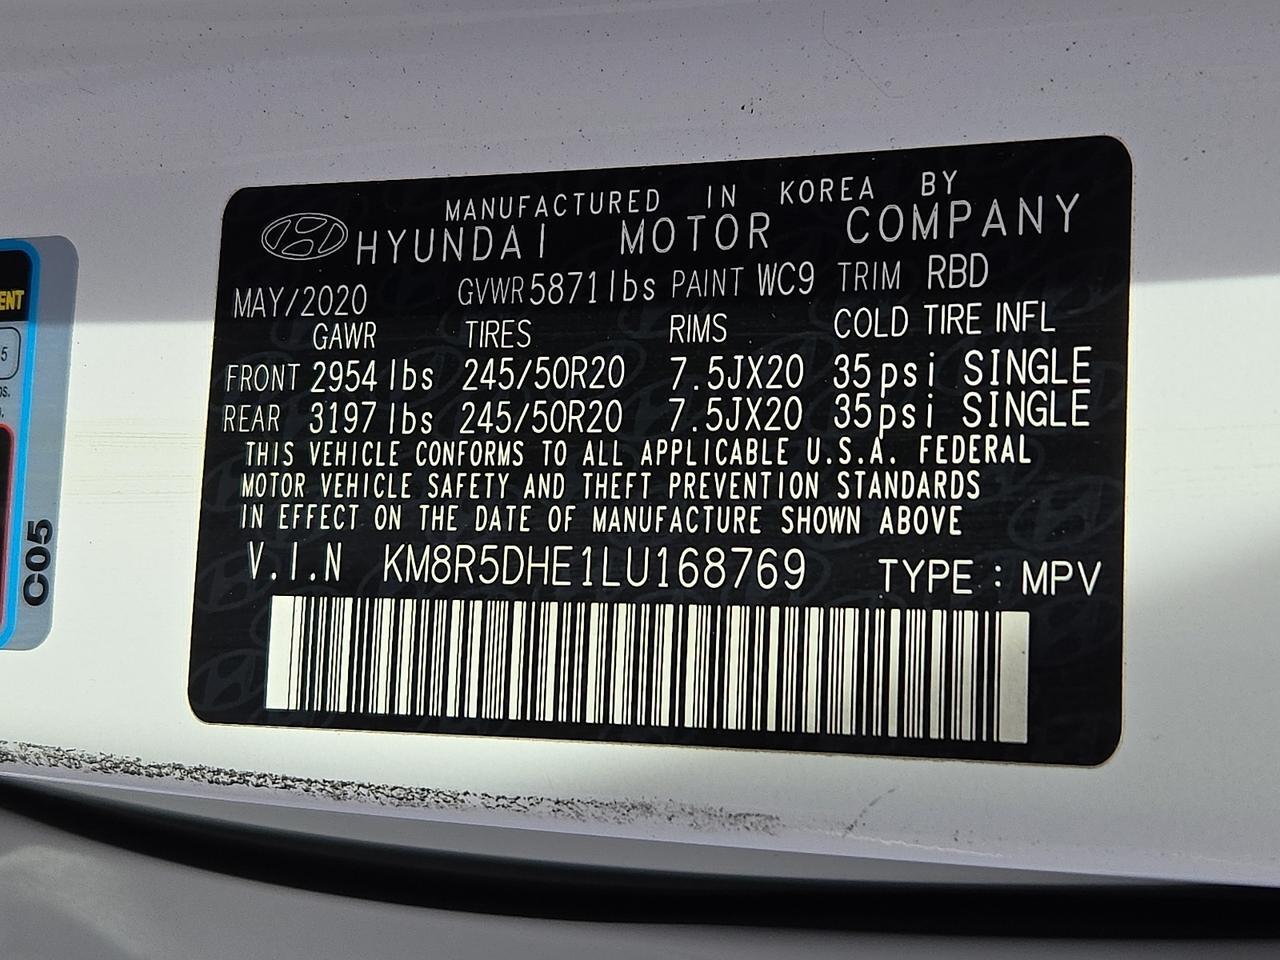 MANUFACTURED IN KOREA BY
HYUNDAI MOTOR COMPANY
MAY/2020 GVWR 5871lbs PAINT WC9 TRIM RBD
GAWR TIRES RIMS COLD TIRE INFL
FRONT 2954 lbs 245/50R20 7.5JX20 35psi SINGLE
REAR 3197 lbs 245/50R20 7.5JX20 35psi SINGLE
THIS VEHICLE CONFORMS TO ALL APPLICABLE U.S.A. FEDERAL
MOTOR VEHICLE SAFETY AND THEFT PREVENTION STANDARDS
IN EFFECT ON THE DATE OF MANUFACTURE SHOWN ABOVE
V.I.N KM8R5DHE1LU168769 TYPE : MPV
ENT
5
C05